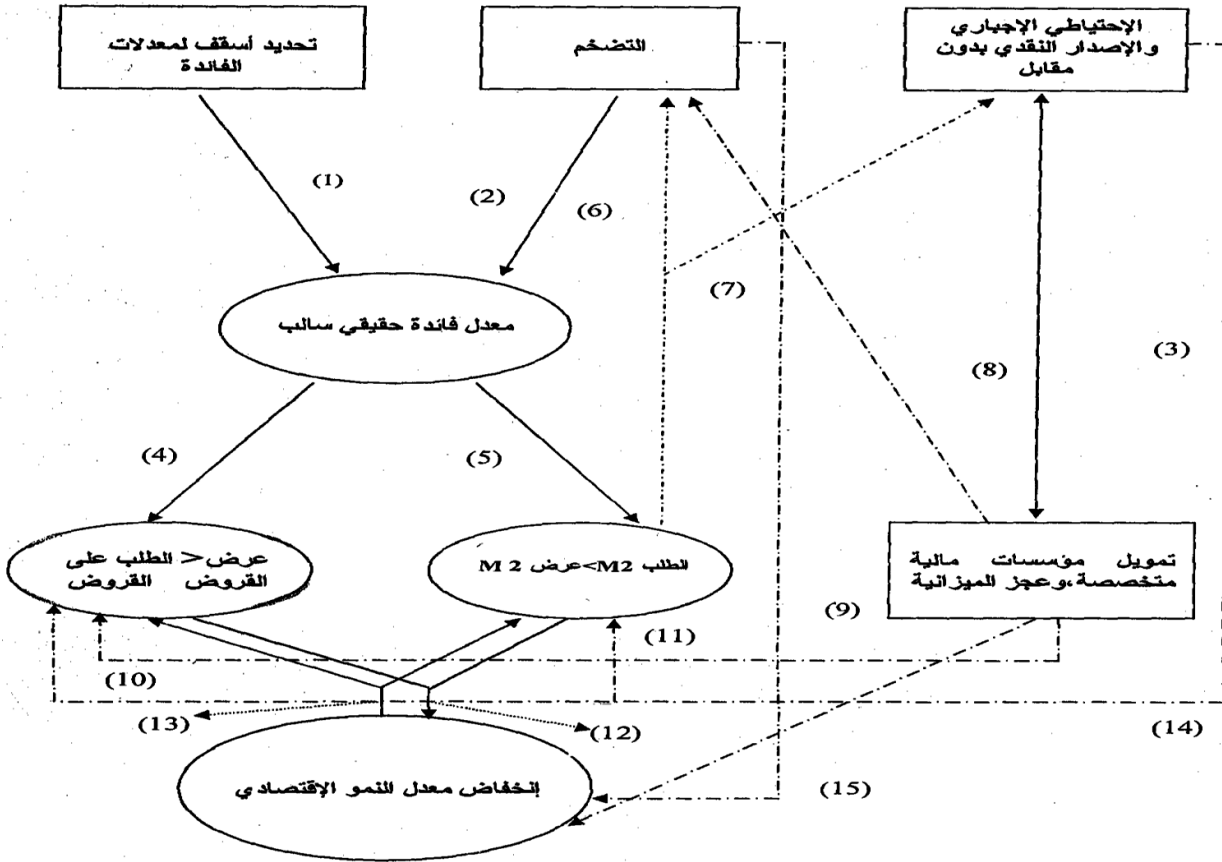 تحديد أسقف لمعدلات
الفائدة
التضخم
الإحتياطي الإجباري
والإصدار النقدي بدون
مقابل
(1)
(2)
(6)
(7)
(3)
(8)
معدل فائدة حقيقي سالب
(4)
(5)
عرض< الطلب على
القروض القروض
الطلب M2<عرض M 2
تمويل مؤسسات مالية
متخصصة،وعجز الميزانية
(9)
(11)
(10)
(13)
(12)
(14)
(15)
إنخفاض معدل النمو الإقتصادي